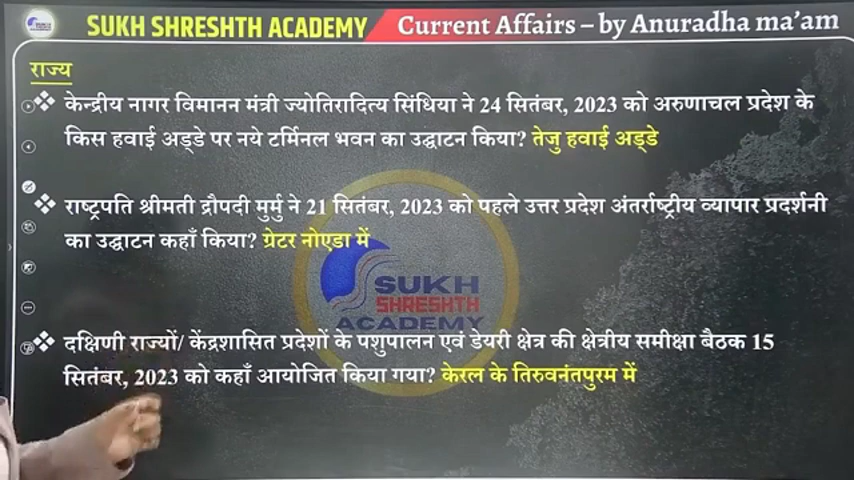 SUKH SHRESHTH ACADEMY
Current Affairs – by Anuradha ma'am
राज्य
❖ केन्द्रीय नागर विमानन मंत्री ज्योतिरादित्य सिंधिया ने 24 सितंबर, 2023 को अरुणाचल प्रदेश के
किस हवाई अड्डे पर नये टर्मिनल भवन का उद्घाटन किया? तेजु हवाई अड्डे
❖ राष्ट्रपति श्रीमती द्रौपदी मुर्मु ने 21 सितंबर, 2023 को पहले उत्तर प्रदेश अंतर्राष्ट्रीय व्यापार प्रदर्शनी
का उद्घाटन कहाँ किया? ग्रेटर नोएडा में
SUKH
SHRESHTH
ACADEMY
❖ दक्षिणी राज्यों/ केंद्रशासित प्रदेशों के पशुपालन एवं डेयरी क्षेत्र की क्षेत्रीय समीक्षा बैठक 15
सितंबर, 2023 को कहाँ आयोजित किया गया? केरल के तिरुवनंतपुरम में